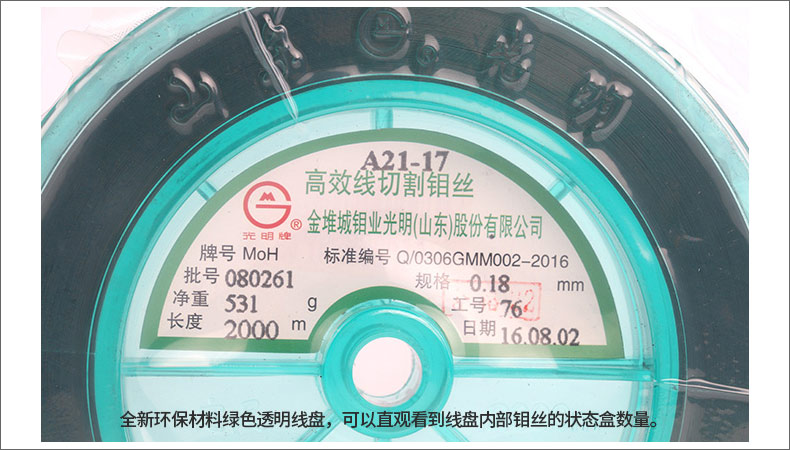 A21-17
高效线切割钼丝
光明牌 ®
金堆城钼业光明(山东)股份有限公司
牌号 MoH 标准编号 Q/0306GMM002-2016
批号 080261 规格 0.18 mm
净重 531 g 工号 76
长度 2000 m 日期 16.08.02
全新环保材料绿色透明线盘，可以直观看到线盘内部钼丝的状态盒数量。